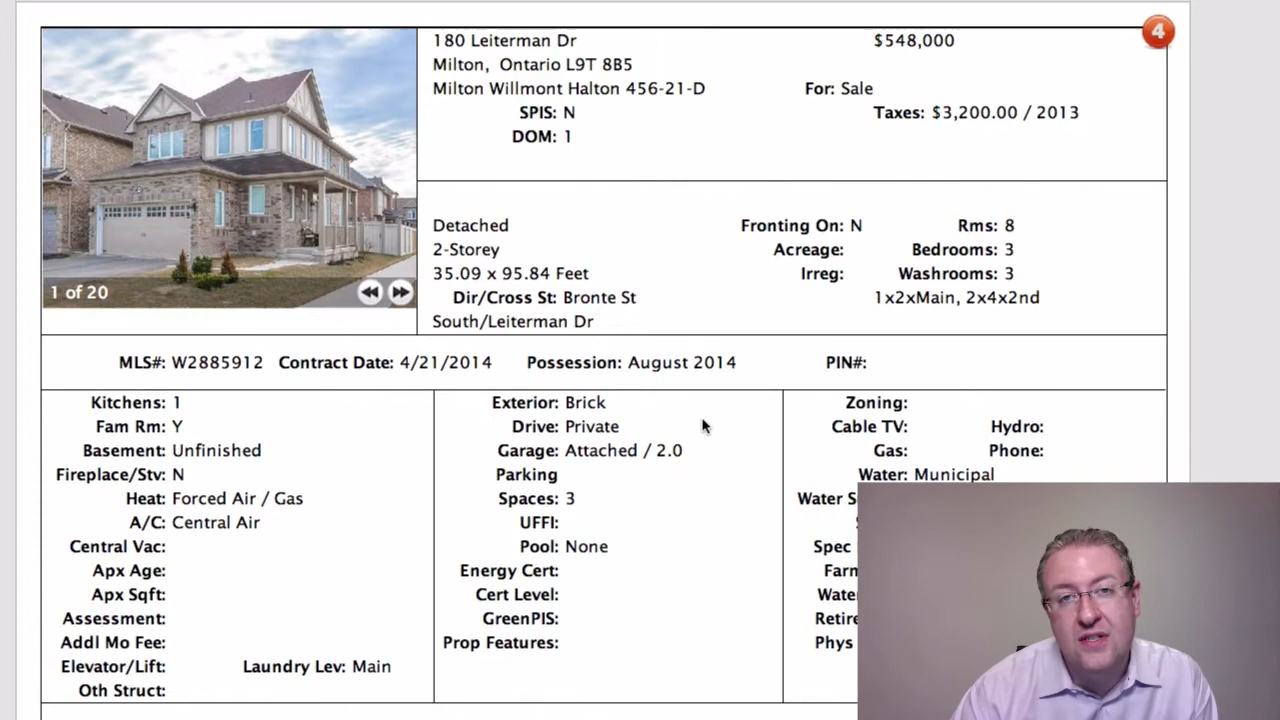 4
180 Leiterman Dr $548,000
Milton, Ontario L9T 8B5
Milton Willmont Halton 456-21-D For: Sale
SPIS: N Taxes: $3,200.00 / 2013
DOM: 1
1 of 20
Detached Fronting On: N Rms: 8
2-Storey Acreage: Bedrooms: 3
35.09 x 95.84 Feet Irreg: Washrooms: 3
Dir/Cross St: Bronte St 1x2xMain, 2x4x2nd
South/Leiterman Dr
MLS#: W2885912 Contract Date: 4/21/2014 Possession: August 2014 PIN#:
Kitchens: 1
Fam Rm: Y
Basement: Unfinished
Fireplace/Stv: N
Heat: Forced Air / Gas
A/C: Central Air
Central Vac:
Apx Age:
Apx Sqft:
Assessment:
Addl Mo Fee:
Elevator/Lift: Laundry Lev: Main
Oth Struct:
Exterior: Brick
Drive: Private
Garage: Attached / 2.0
Parking
Spaces: 3
UFFI:
Pool: None
Energy Cert:
Cert Level:
GreenPIS:
Prop Features:
Zoning:
Cable TV: Hydro:
Gas: Phone:
Water: Municipal
Water S
Spec
Farm
Wate
Retire
Phys